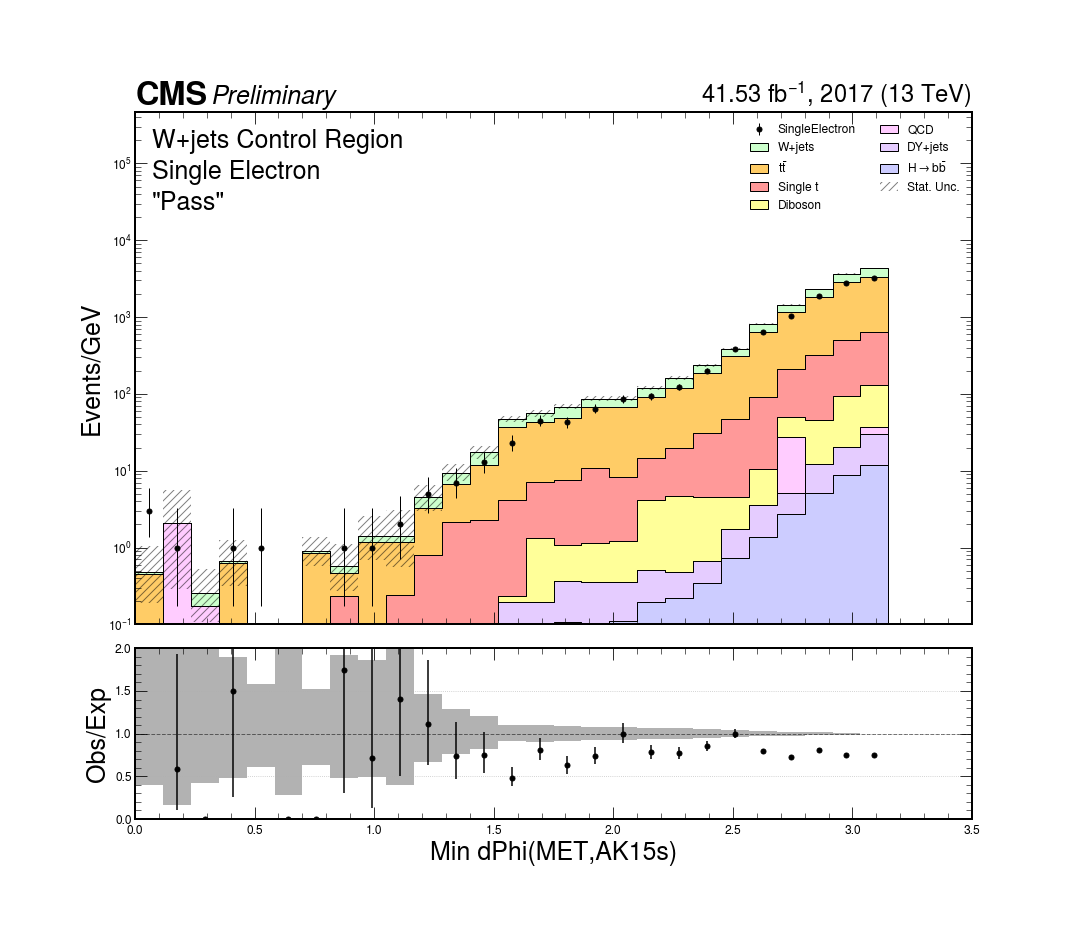 CMS Preliminary
41.53 fb⁻¹, 2017 (13 TeV)
W+jets Control Region
Single Electron
"Pass"
SingleElectron
W+jets
tt̄
Single t
Diboson
QCD
DY+jets
H→bb̄
Stat. Unc.
Events/GeV
10⁵
10⁴
10³
10²
10¹
10⁰
10⁻¹
Obs/Exp
2.0
1.5
1.0
0.5
0.0
0.0 0.5 1.0 1.5 2.0 2.5 3.0 3.5
Min dPhi(MET,AK15s)